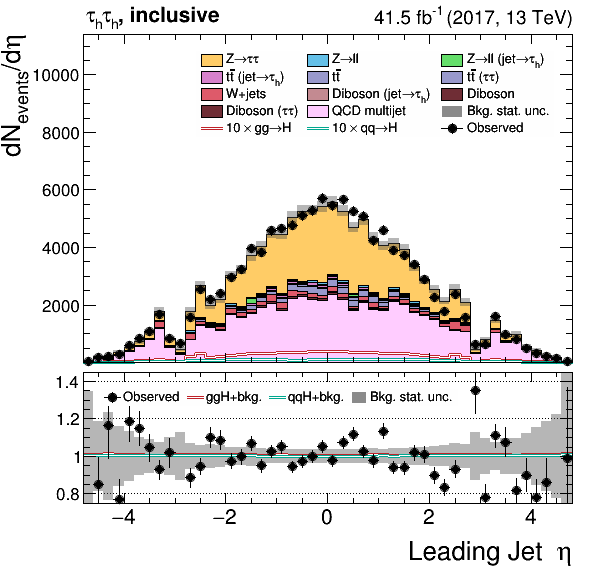 τₕτₕ, inclusive 41.5 fb⁻¹ (2017, 13 TeV)
dN_events/dη
10000
8000
6000
4000
2000
Z→ττ Z→ll Z→ll (jet→τₕ)
tt̄ (jet→τₕ) tt̄ tt̄ (ττ)
W+jets Diboson (jet→τₕ) Diboson
Diboson (ττ) QCD multijet Bkg. stat. unc.
10 × gg→H 10 × qq→H Observed
1.4
1.2
1
0.8
Observed ggH+bkg. qqH+bkg. Bkg. stat. unc.
−4 −2 0 2 4
Leading Jet η